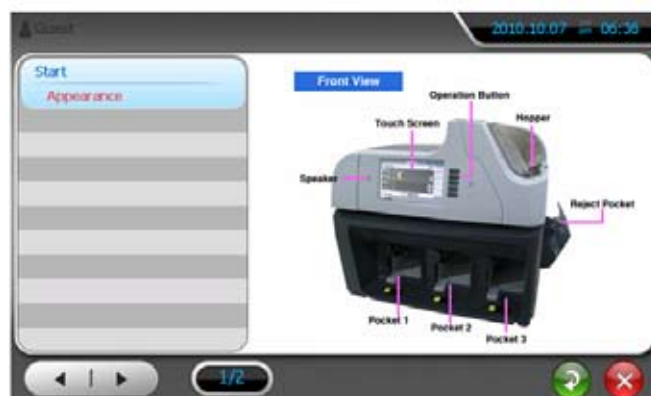 Guest
2010.10.07 06:36
Start
Appearance
Front View
Operation Button
Touch Screen
Hopper
Speaker
Reject Pocket
Pocket 1
Pocket 2
Pocket 3
1/2